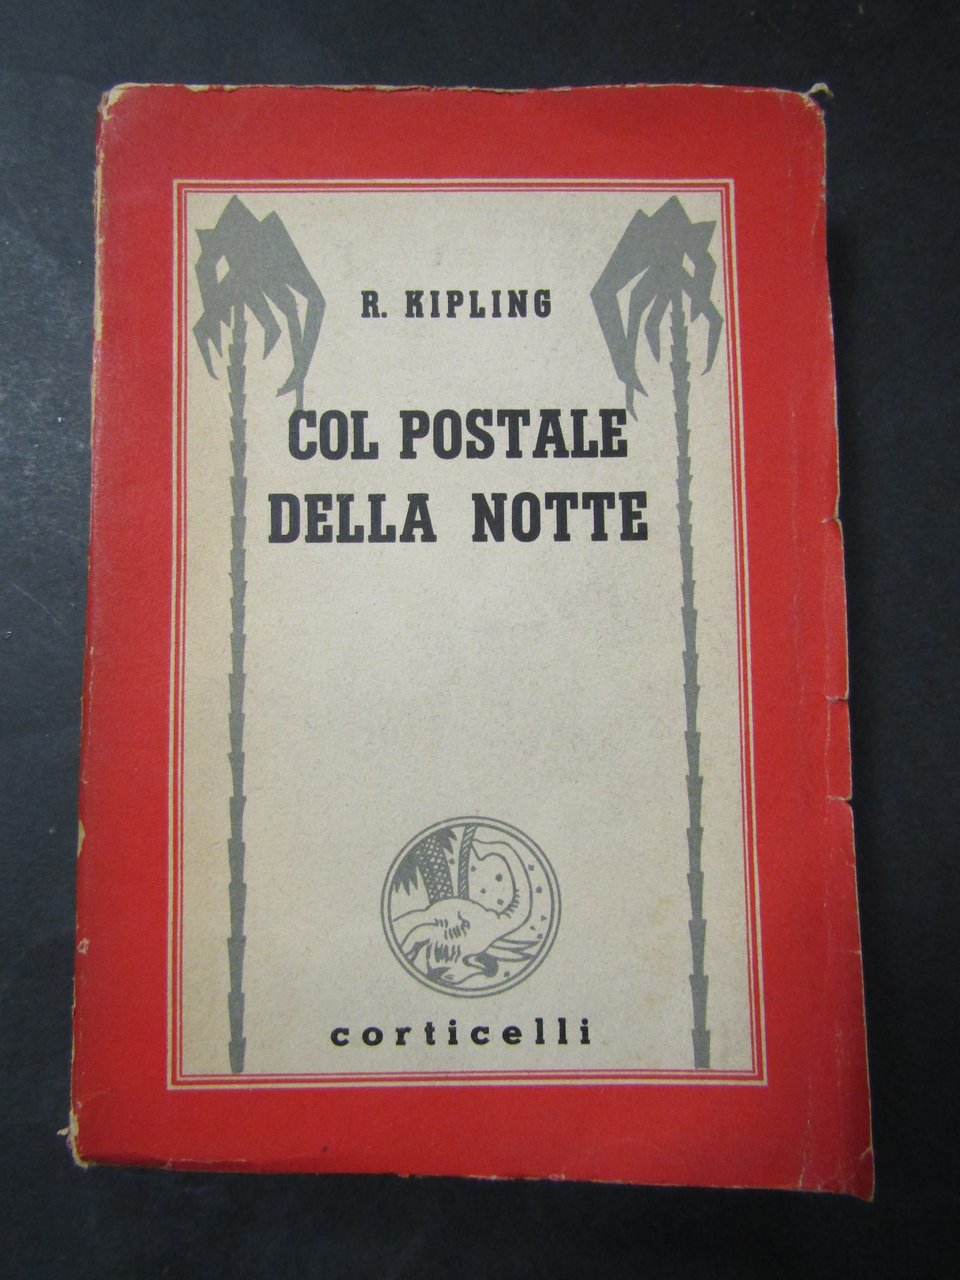 R. KIPLING
COL POSTALE
DELLA NOTTE
corticelli